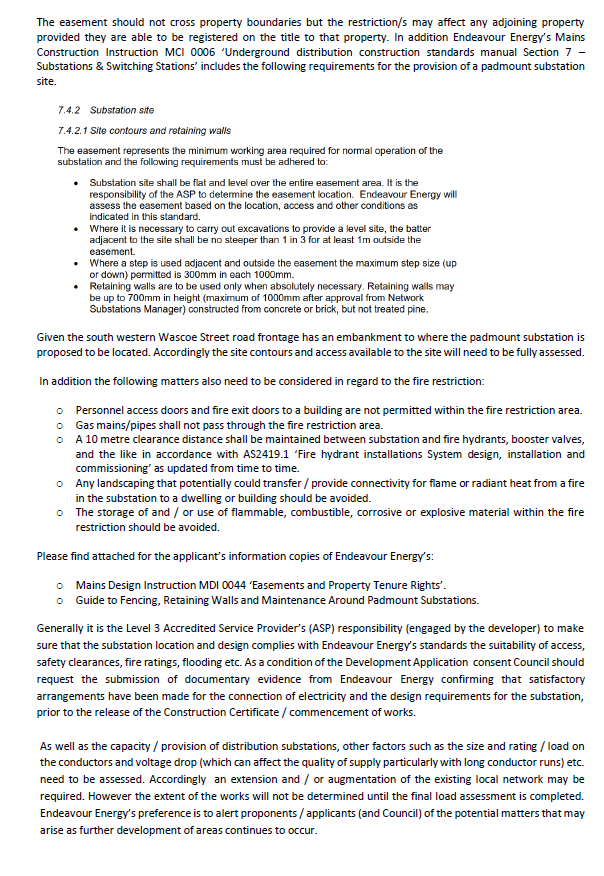 The easement should not cross property boundaries but the restriction/s may affect any adjoining property
provided they are able to be registered on the title to that property. In addition Endeavour Energy's Mains
Construction Instruction MCI 0006 'Underground distribution construction standards manual Section 7 –
Substations & Switching Stations' includes the following requirements for the provision of a padmount substation
site.
7.4.2 Substation site
7.4.2.1 Site contours and retaining walls
The easement represents the minimum working area required for normal operation of the
substation and the following requirements must be adhered to:
• Substation site shall be flat and level over the entire easement area. It is the
responsibility of the ASP to determine the easement location. Endeavour Energy will
assess the easement based on the location, access and other conditions as
indicated in this standard.
• Where it is necessary to carry out excavations to provide a level site, the batter
adjacent to the site shall be no steeper than 1 in 3 for at least 1m outside the
easement.
• Where a step is used adjacent and outside the easement the maximum step size (up
or down) permitted is 300mm in each 1000mm.
• Retaining walls are to be used only when absolutely necessary. Retaining walls may
be up to 700mm in height (maximum of 1000mm after approval from Network
Substations Manager) constructed from concrete or brick, but not treated pine.
Given the south western Wascoe Street road frontage has an embankment to where the padmount substation is
proposed to be located. Accordingly the site contours and access available to the site will need to be fully assessed.
In addition the following matters also need to be considered in regard to the fire restriction:
o Personnel access doors and fire exit doors to a building are not permitted within the fire restriction area.
o Gas mains/pipes shall not pass through the fire restriction area.
o A 10 metre clearance distance shall be maintained between substation and fire hydrants, booster valves,
and the like in accordance with AS2419.1 'Fire hydrant installations System design, installation and
commissioning' as updated from time to time.
o Any landscaping that potentially could transfer / provide connectivity for flame or radiant heat from a fire
in the substation to a dwelling or building should be avoided.
o The storage of and / or use of flammable, combustible, corrosive or explosive material within the fire
restriction should be avoided.
Please find attached for the applicant's information copies of Endeavour Energy's:
o Mains Design Instruction MDI 0044 'Easements and Property Tenure Rights'.
o Guide to Fencing, Retaining Walls and Maintenance Around Padmount Substations.
Generally it is the Level 3 Accredited Service Provider's (ASP) responsibility (engaged by the developer) to make
sure that the substation location and design complies with Endeavour Energy's standards the suitability of access,
safety clearances, fire ratings, flooding etc. As a condition of the Development Application consent Council should
request the submission of documentary evidence from Endeavour Energy confirming that satisfactory
arrangements have been made for the connection of electricity and the design requirements for the substation,
prior to the release of the Construction Certificate / commencement of works.
As well as the capacity / provision of distribution substations, other factors such as the size and rating / load on
the conductors and voltage drop (which can affect the quality of supply particularly with long conductor runs) etc.
need to be assessed. Accordingly an extension and / or augmentation of the existing local network may be
required. However the extent of the works will not be determined until the final load assessment is completed.
Endeavour Energy's preference is to alert proponents / applicants (and Council) of the potential matters that may
arise as further development of areas continues to occur.